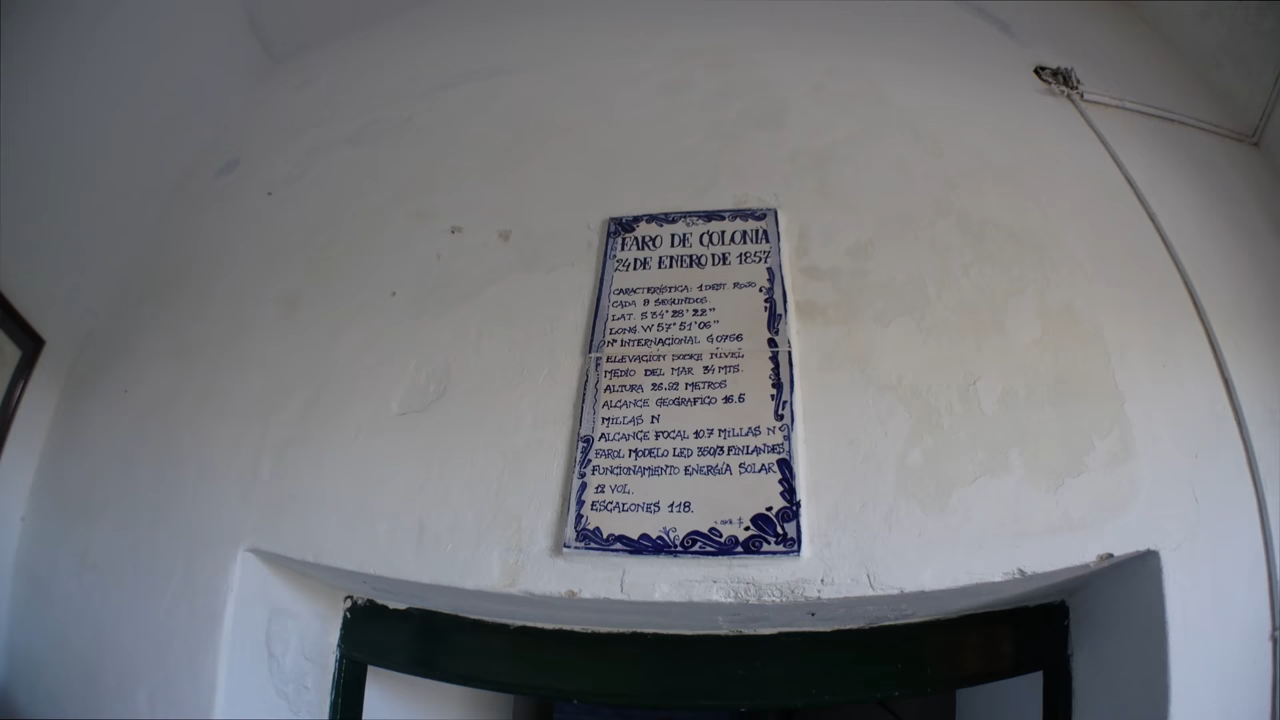 FARO DE COLONIA
24 DE ENERO DE 1857
CARACTERÍSTICA: 1 DEST. ROJO
CADA 9 SEGUNDOS.
LAT. S 34° 28' 22"
LONG. W 57° 51' 06"
Nº INTERNACIONAL G 0756
ELEVACION SOBRE NIVEL
MEDIO DEL MAR 34 MTS.
ALTURA 26.92 METROS
ALCANCE GEOGRAFICO 16.5
MILLAS N
ALCANCE FOCAL 10.7 MILLAS N
FAROL MODELO LED 350/3 FINLANDES
FUNCIONAMIENTO ENERGÍA SOLAR
12 VOL.
ESCALONES 118.